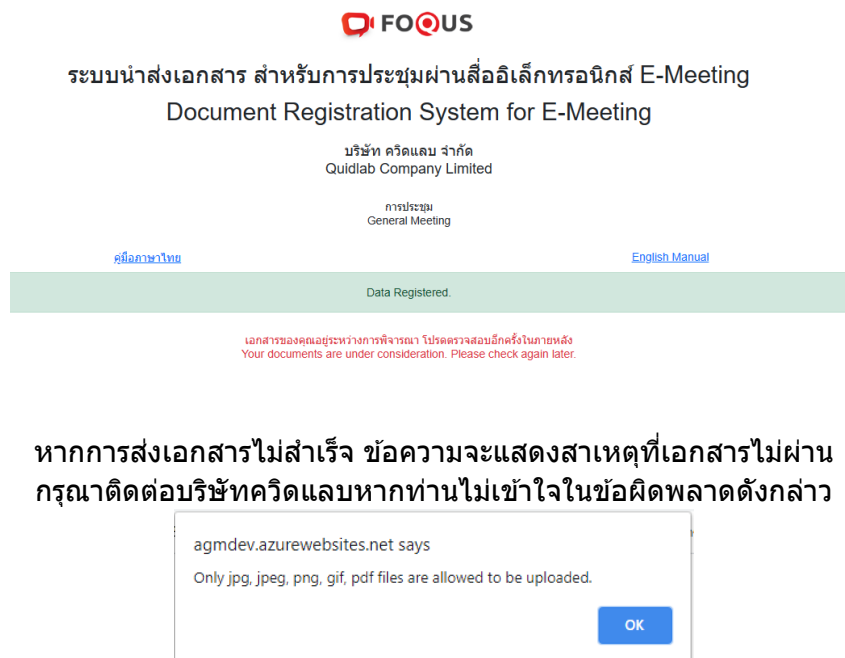 FOQUS
ระบบนำส่งเอกสาร สำหรับการประชุมผ่านสื่ออิเล็กทรอนิกส์ E-Meeting
Document Registration System for E-Meeting
บริษัท ควิดแลบ จำกัด
Quidlab Company Limited
การประชุม
General Meeting
คู่มือภาษาไทย English Manual
Data Registered.
เอกสารของคุณอยู่ระหว่างการพิจารณา โปรดตรวจสอบอีกครั้งในภายหลัง
Your documents are under consideration. Please check again later.
หากการส่งเอกสารไม่สำเร็จ ข้อความจะแสดงสาเหตุที่เอกสารไม่ผ่าน
กรุณาติดต่อบริษัทควิดแลบหากท่านไม่เข้าใจในข้อผิดพลาดดังกล่าว
agmdev.azurewebsites.net says
Only jpg, jpeg, png, gif, pdf files are allowed to be uploaded.
OK